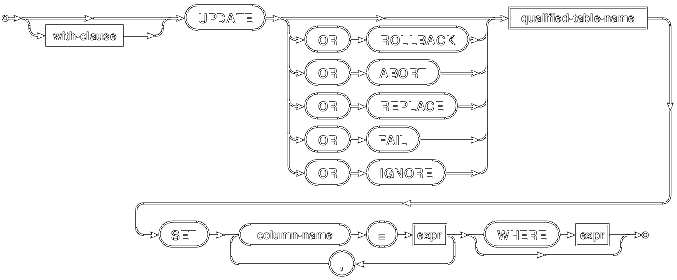 UPDATE qualified-table-name
with-clause
OR ROLLBACK
OR ABORT
OR REPLACE
OR FAIL
OR IGNORE
SET column-name = expr WHERE expr
,